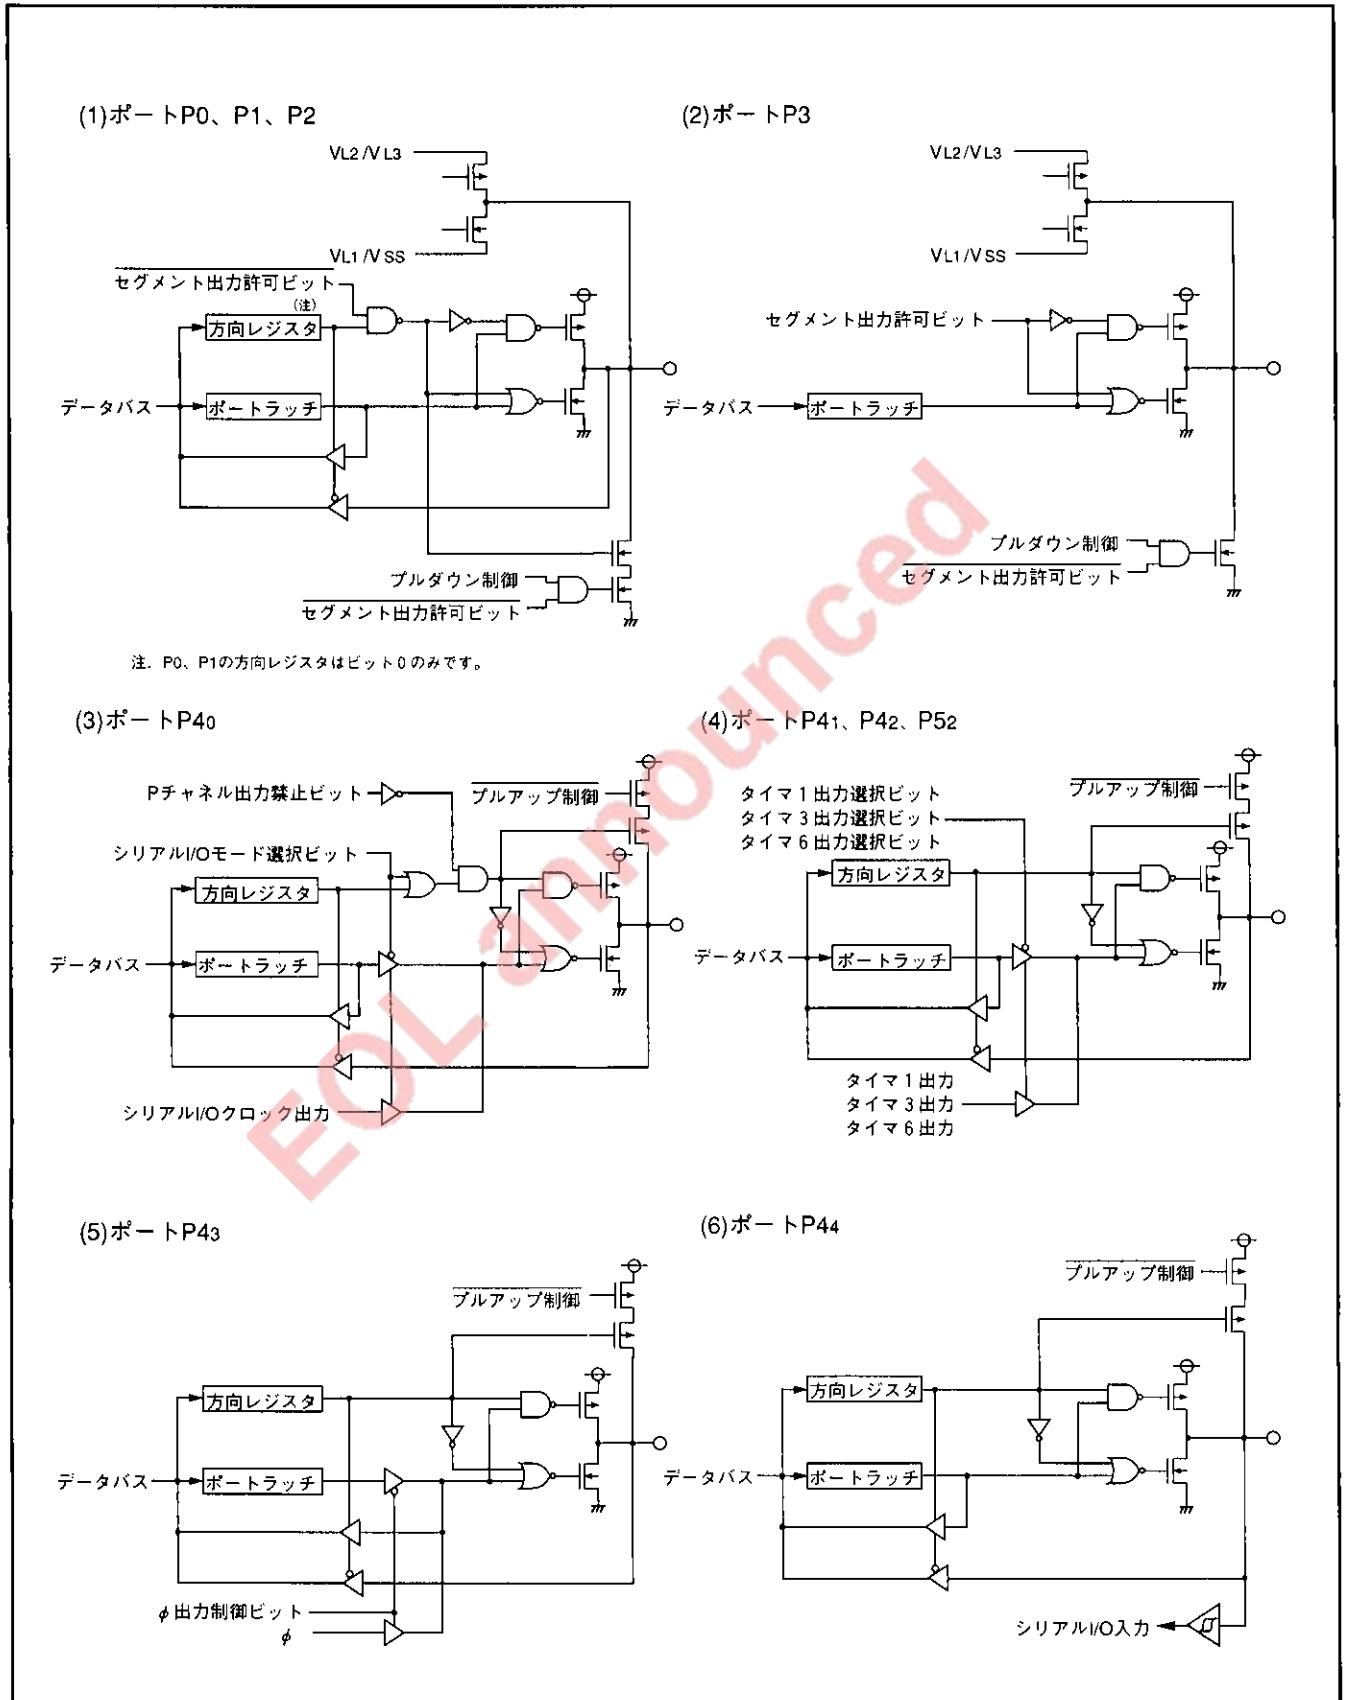 (1)ポートP0、P1、P2
VL2/VL3
VL1/VSS
セグメント出力許可ビット
(注)
方向レジスタ
データバス
ポートラッチ
プルダウン制御
セグメント出力許可ビット
注. P0、P1の方向レジスタはビット0のみです。
(2)ポートP3
VL2/VL3
VL1/VSS
セグメント出力許可ビット
データバス
ポートラッチ
プルダウン制御
セグメント出力許可ビット
(3)ポートP40
Pチャネル出力禁止ビット
プルアップ制御
シリアルI/Oモード選択ビット
方向レジスタ
データバス
ポートラッチ
シリアルI/Oクロック出力
(4)ポートP41、P42、P52
プルアップ制御
タイマ1出力選択ビット
タイマ3出力選択ビット
タイマ6出力選択ビット
方向レジスタ
データバス
ポートラッチ
タイマ1出力
タイマ3出力
タイマ6出力
(5)ポートP43
プルアップ制御
方向レジスタ
データバス
ポートラッチ
φ出力制御ビット
φ
(6)ポートP44
プルアップ制御
方向レジスタ
データバス
ポートラッチ
シリアルI/O入力
EOL announced